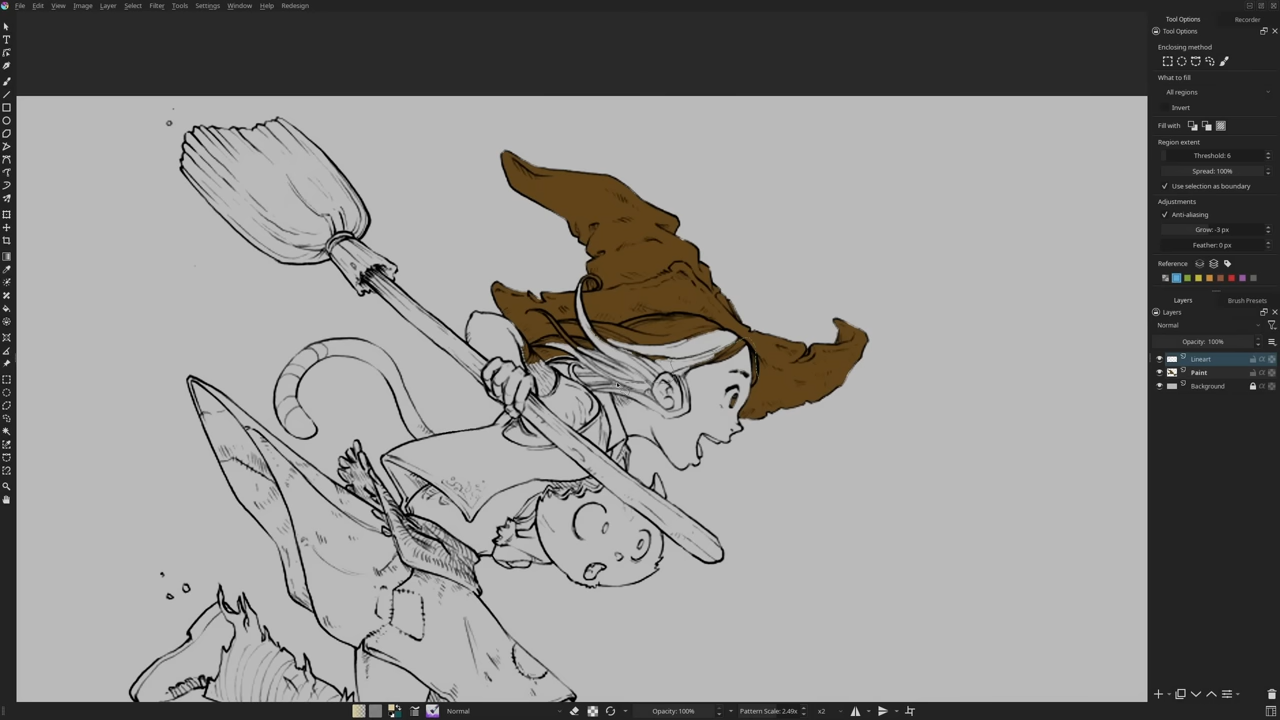 File Edit View Image Layer Select Filter Tools Settings Window Help Redesign
Tool Options Recorder
Tool Options
Enclosing method
What to fill
All regions
Invert
Fill with
Region extent
Threshold: 6
Spread: 100%
Use selection as boundary
Adjustments
Anti-aliasing
Grow: -3 px
Feather: 0 px
Reference
Layers Brush Presets
Layers
Normal
Opacity: 100%
Lineart
Paint
Background
Normal Opacity: 100% Pattern Scale: 2.49x x2